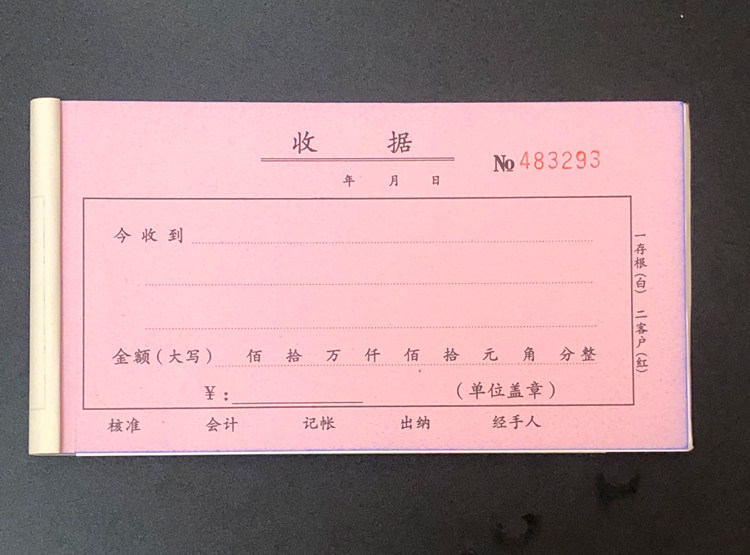 收 据
№ 483293
年 月 日
今 收 到
金额(大写) 佰 拾 万 仟 佰 拾 元 角 分 整
¥:
(单位盖章)
核准 会计 记帐 出纳 经手人
一存根(白) 二客户(红)